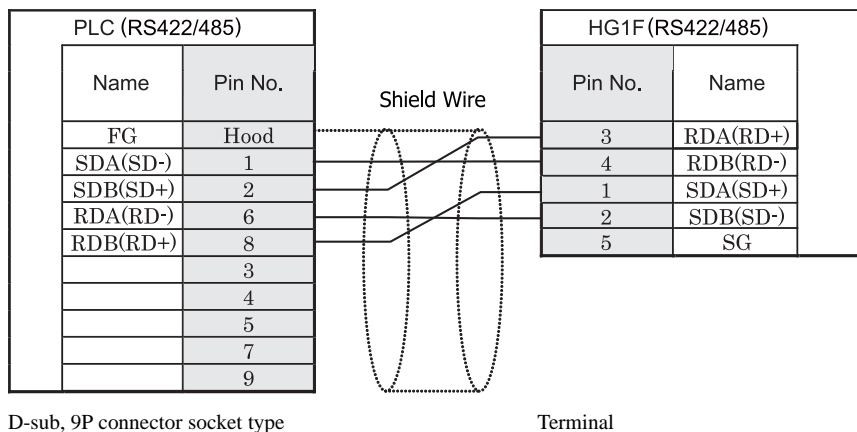 PLC (RS422/485)
HG1F(RS422/485)
Name Pin No.
Pin No. Name
Shield Wire
FG Hood
3 RDA(RD+)
SDA(SD-) 1
4 RDB(RD-)
SDB(SD+) 2
1 SDA(SD+)
RDA(RD-) 6
2 SDB(SD-)
RDB(RD+) 8
5 SG
3
4
5
7
9
D-sub, 9P connector socket type
Terminal